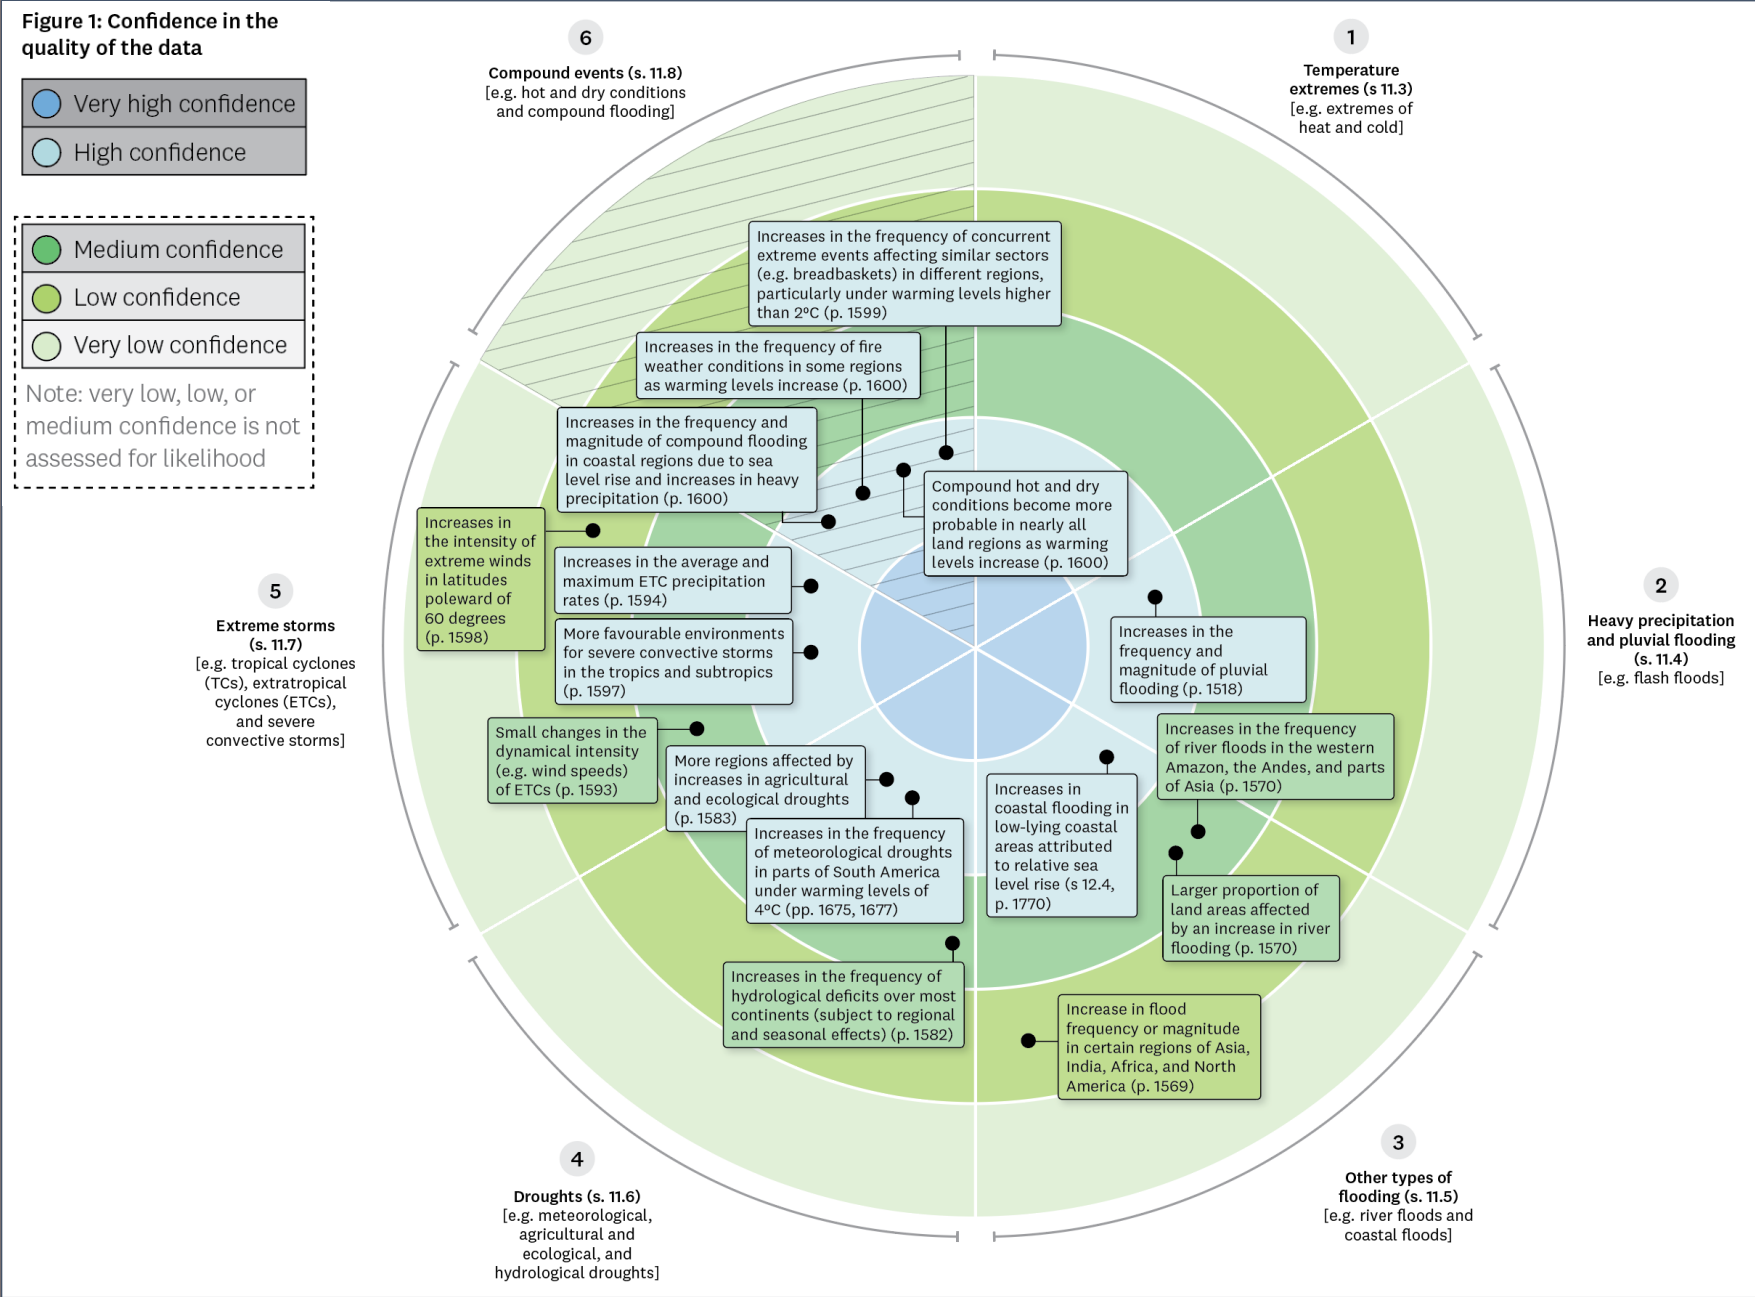 Figure 1: Confidence in the
quality of the data
Very high confidence
High confidence
Medium confidence
Low confidence
Very low confidence
Note: very low, low, or
medium confidence is not
assessed for likelihood
6
Compound events (s. 11.8)
[e.g. hot and dry conditions
and compound flooding]
1
Temperature
extremes (s 11.3)
[e.g. extremes of
heat and cold]
Increases in the frequency of concurrent
extreme events affecting similar sectors
(e.g. breadbaskets) in different regions,
particularly under warming levels higher
than 2°C (p. 1599)
Increases in the frequency of fire
weather conditions in some regions
as warming levels increase (p. 1600)
Increases in the frequency and
magnitude of compound flooding
in coastal regions due to sea
level rise and increases in heavy
precipitation (p. 1600)
Compound hot and dry
conditions become more
probable in nearly all
land regions as warming
levels increase (p. 1600)
Increases in
the intensity of
extreme winds
in latitudes
poleward of
60 degrees
(p. 1598)
Increases in the average and
maximum ETC precipitation
rates (p. 1594)
More favourable environments
for severe convective storms
in the tropics and subtropics
(p. 1597)
5
Extreme storms
(s. 11.7)
[e.g. tropical cyclones
(TCs), extratropical
cyclones (ETCs),
and severe
convective storms]
2
Heavy precipitation
and pluvial flooding
(s. 11.4)
[e.g. flash floods]
Increases in the
frequency and
magnitude of pluvial
flooding (p. 1518)
Small changes in the
dynamical intensity
(e.g. wind speeds)
of ETCs (p. 1593)
More regions affected by
increases in agricultural
and ecological droughts
(p. 1583)
Increases in the frequency
of meteorological droughts
in parts of South America
under warming levels of
4°C (pp. 1675, 1677)
Increases in
coastal flooding in
low-lying coastal
areas attributed
to relative sea
level rise (s 12.4,
p. 1770)
Increases in the frequency
of river floods in the western
Amazon, the Andes, and parts
of Asia (p. 1570)
Larger proportion of
land areas affected
by an increase in river
flooding (p. 1570)
Increases in the frequency of
hydrological deficits over most
continents (subject to regional
and seasonal effects) (p. 1582)
Increase in flood
frequency or magnitude
in certain regions of Asia,
India, Africa, and North
America (p. 1569)
4
Droughts (s. 11.6)
[e.g. meteorological,
agricultural and
ecological, and
hydrological droughts]
3
Other types of
flooding (s. 11.5)
[e.g. river floods and
coastal floods]